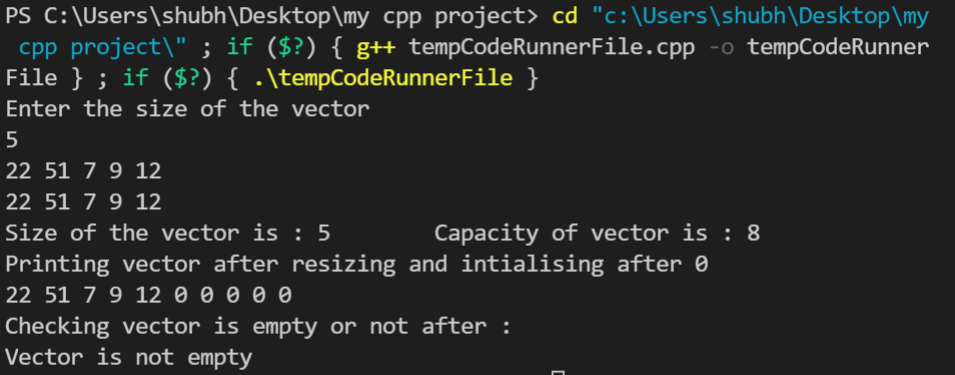 PS C:\Users\shubh\Desktop\my cpp project> cd "c:\Users\shubh\Desktop\my
 cpp project\" ; if ($?) { g++ tempCodeRunnerFile.cpp -o tempCodeRunner
File } ; if ($?) { .\tempCodeRunnerFile }
Enter the size of the vector
5
22 51 7 9 12
22 51 7 9 12
Size of the vector is : 5        Capacity of vector is : 8
Printing vector after resizing and intialising after 0
22 51 7 9 12 0 0 0 0 0
Checking vector is empty or not after :
Vector is not empty